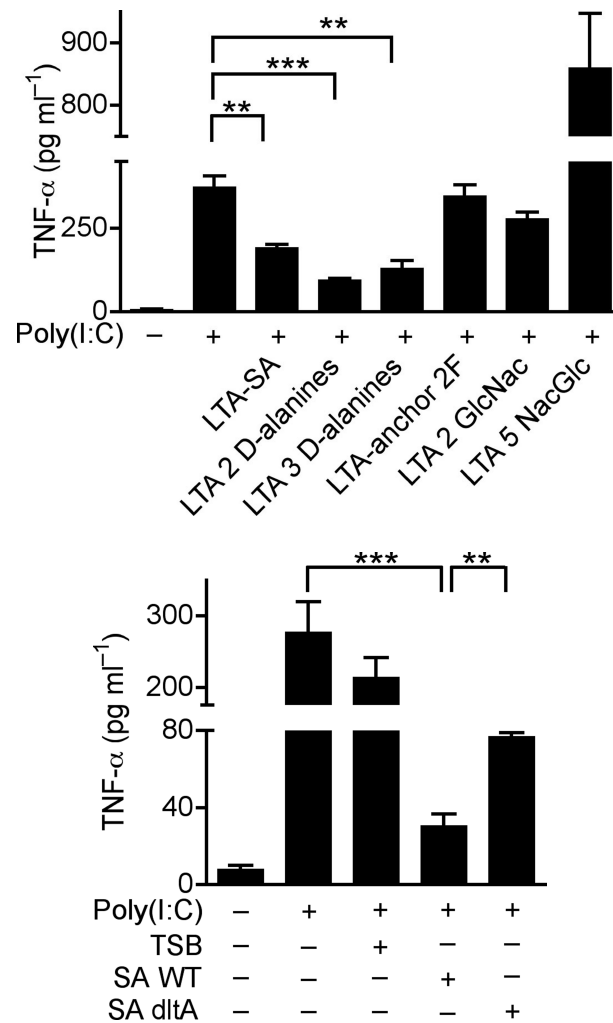 TNF-α (pg ml⁻¹)
900
800
250
0
**
***
**
Poly(I:C) – + + + + + + +
LTA-SA
LTA 2 D-alanines
LTA 3 D-alanines
LTA-anchor 2F
LTA 2 GlcNac
LTA 5 NacGlc
TNF-α (pg ml⁻¹)
300
200
80
40
0
*** **
Poly(I:C) – + + + +
TSB – – + – –
SA WT – – – + –
SA dltA – – – – +